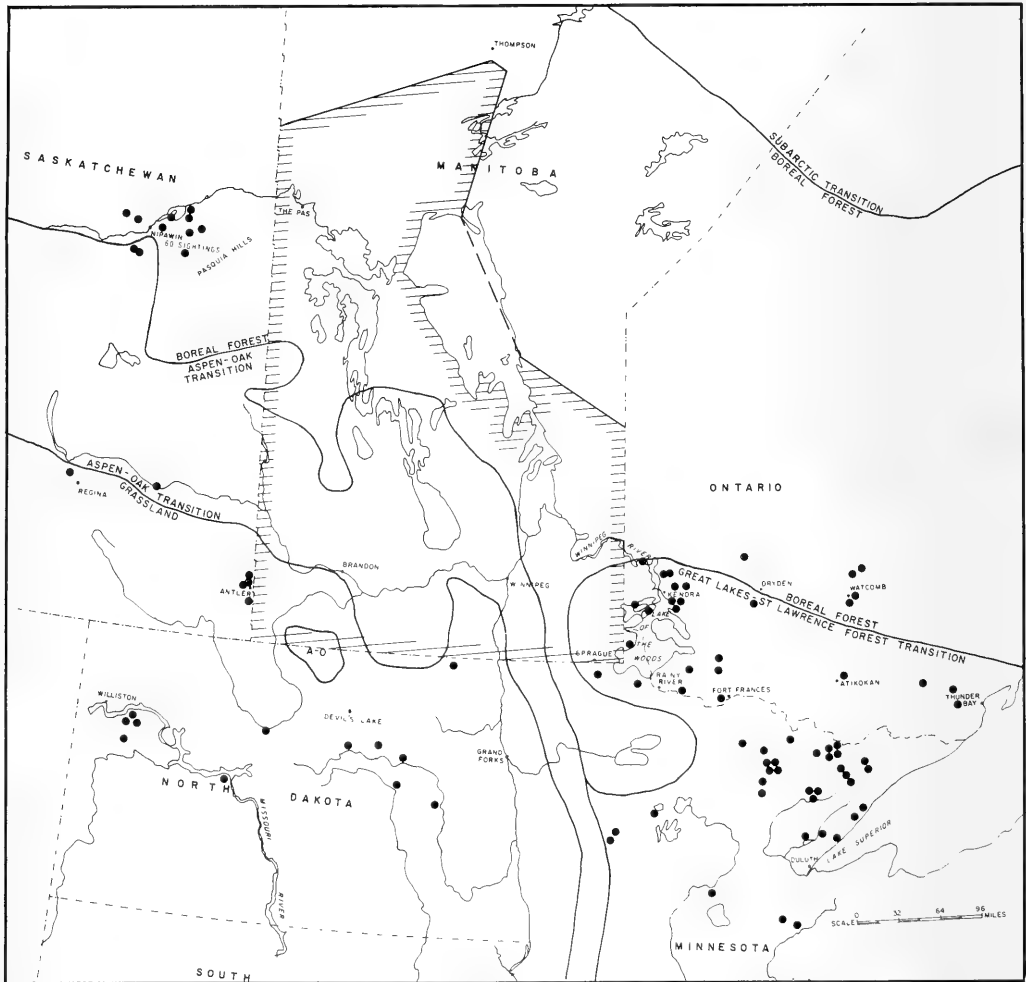 THOMPSON
SASKATCHEWAN
MANITOBA
SUBARCTIC TRANSITION
BOREAL FOREST
THE PAS
NIPAWIN
60 SIGHTINGS
PASQUIA HILLS
BOREAL FOREST
ASPEN-OAK
TRANSITION
ASPEN-OAK TRANSITION
GRASSLAND
REGINA
ONTARIO
WINNIPEG RIVER
BRANDON
WINNIPEG
ANTLER
KENORA
DRYDEN
WATCOMB
BOREAL FOREST
GREAT LAKES-ST LAWRENCE FOREST TRANSITION
LAKE
OF
THE
WOODS
A-O
SPRAGUE
RAINY
RIVER
FORT FRANCES
ATIKOKAN
THUNDER
BAY
WILLISTON
DEVIL'S LAKE
GRAND
FORKS
NORTH DAKOTA
MISSOURI
RIVER
DULUTH
LAKE SUPERIOR
SCALE 0 32 64 96
MILES
MINNESOTA
SOUTH